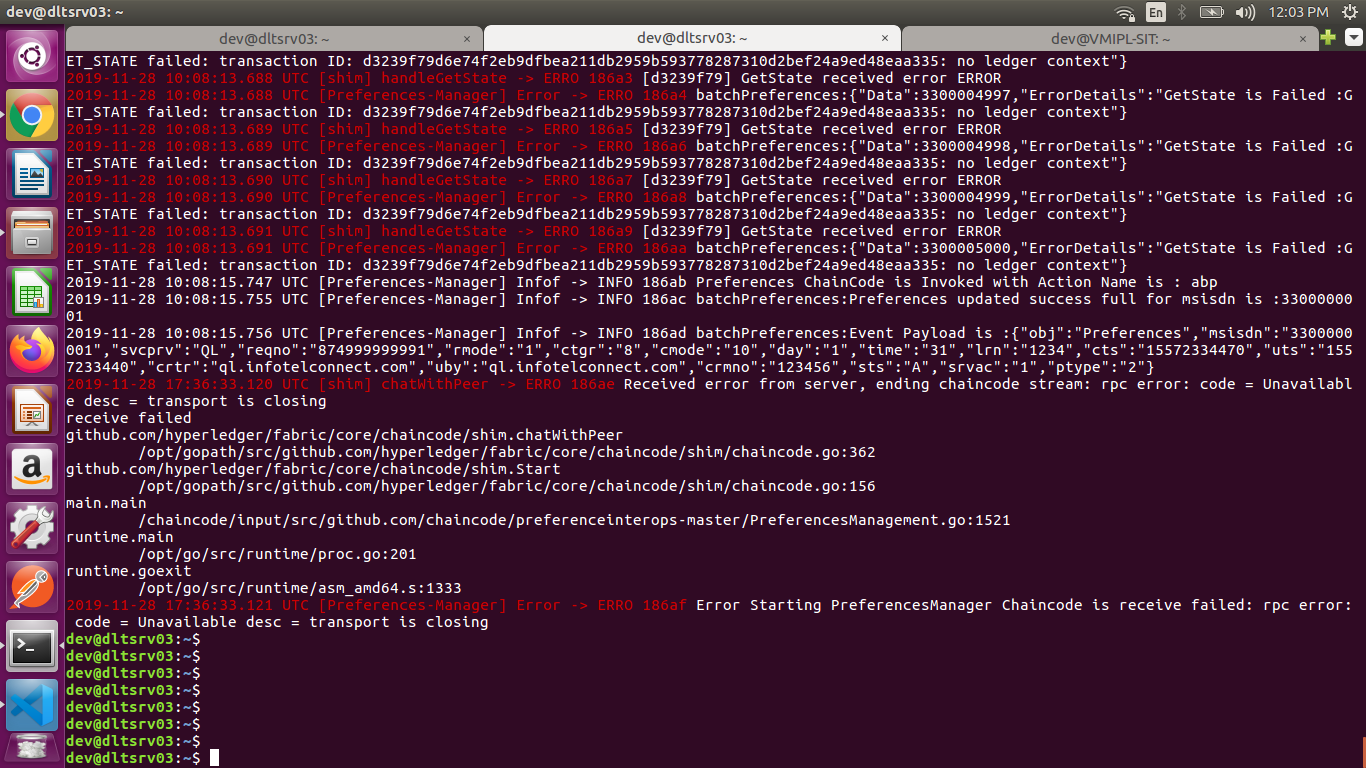 dev@dltsrv03: ~
En
12:03 PM
dev@dltsrv03: ~ ×
dev@dltsrv03: ~ ×
dev@VMIPL-SIT: ~ ×
ET_STATE failed: transaction ID: d3239f79d6e74f2eb9dfbea211db2959b593778287310d2bef24a9ed48eaa335: no ledger context"}
2019-11-28 10:08:13.688 UTC [shim] handleGetState -> ERRO 186a3 [d3239f79] GetState received error ERROR
2019-11-28 10:08:13.688 UTC [Preferences-Manager] Error -> ERRO 186a4 batchPreferences:{"Data":3300004997,"ErrorDetails":"GetState is Failed :G
ET_STATE failed: transaction ID: d3239f79d6e74f2eb9dfbea211db2959b593778287310d2bef24a9ed48eaa335: no ledger context"}
2019-11-28 10:08:13.689 UTC [shim] handleGetState -> ERRO 186a5 [d3239f79] GetState received error ERROR
2019-11-28 10:08:13.689 UTC [Preferences-Manager] Error -> ERRO 186a6 batchPreferences:{"Data":3300004998,"ErrorDetails":"GetState is Failed :G
ET_STATE failed: transaction ID: d3239f79d6e74f2eb9dfbea211db2959b593778287310d2bef24a9ed48eaa335: no ledger context"}
2019-11-28 10:08:13.690 UTC [shim] handleGetState -> ERRO 186a7 [d3239f79] GetState received error ERROR
2019-11-28 10:08:13.690 UTC [Preferences-Manager] Error -> ERRO 186a8 batchPreferences:{"Data":3300004999,"ErrorDetails":"GetState is Failed :G
ET_STATE failed: transaction ID: d3239f79d6e74f2eb9dfbea211db2959b593778287310d2bef24a9ed48eaa335: no ledger context"}
2019-11-28 10:08:13.691 UTC [shim] handleGetState -> ERRO 186a9 [d3239f79] GetState received error ERROR
2019-11-28 10:08:13.691 UTC [Preferences-Manager] Error -> ERRO 186aa batchPreferences:{"Data":3300005000,"ErrorDetails":"GetState is Failed :G
ET_STATE failed: transaction ID: d3239f79d6e74f2eb9dfbea211db2959b593778287310d2bef24a9ed48eaa335: no ledger context"}
2019-11-28 10:08:15.747 UTC [Preferences-Manager] Infof -> INFO 186ab Preferences ChainCode is Invoked with Action Name is : abp
2019-11-28 10:08:15.755 UTC [Preferences-Manager] Infof -> INFO 186ac batchPreferences:Preferences updated success full for msisdn is :33000000
01
2019-11-28 10:08:15.756 UTC [Preferences-Manager] Infof -> INFO 186ad batchPreferences:Event Payload is :{"obj":"Preferences","msisdn":"3300000
001","svcprv":"QL","reqno":"874999999991","rmode":"1","ctgr":"8","cmode":"10","day":"1","time":"31","lrn":"1234","cts":"15572334470","uts":"155
7233440","crtr":"ql.infotelconnect.com","uby":"ql.infotelconnect.com","crmno":"123456","sts":"A","srvac":"1","ptype":"2"}
2019-11-28 17:36:33.120 UTC [shim] chatWithPeer -> ERRO 186ae Received error from server, ending chaincode stream: rpc error: code = Unavailabl
e desc = transport is closing
receive failed
github.com/hyperledger/fabric/core/chaincode/shim.chatWithPeer
/opt/gopath/src/github.com/hyperledger/fabric/core/chaincode/shim/chaincode.go:362
github.com/hyperledger/fabric/core/chaincode/shim.Start
/opt/gopath/src/github.com/hyperledger/fabric/core/chaincode/shim/chaincode.go:156
main.main
/chaincode/input/src/github.com/chaincode/preferenceinterops-master/PreferencesManagement.go:1521
runtime.main
/opt/go/src/runtime/proc.go:201
runtime.goexit
/opt/go/src/runtime/asm_amd64.s:1333
2019-11-28 17:36:33.121 UTC [Preferences-Manager] Error -> ERRO 186af Error Starting PreferencesManager Chaincode is receive failed: rpc error:
code = Unavailable desc = transport is closing
dev@dltsrv03:~$
dev@dltsrv03:~$
dev@dltsrv03:~$
dev@dltsrv03:~$
dev@dltsrv03:~$
dev@dltsrv03:~$
dev@dltsrv03:~$
dev@dltsrv03:~$